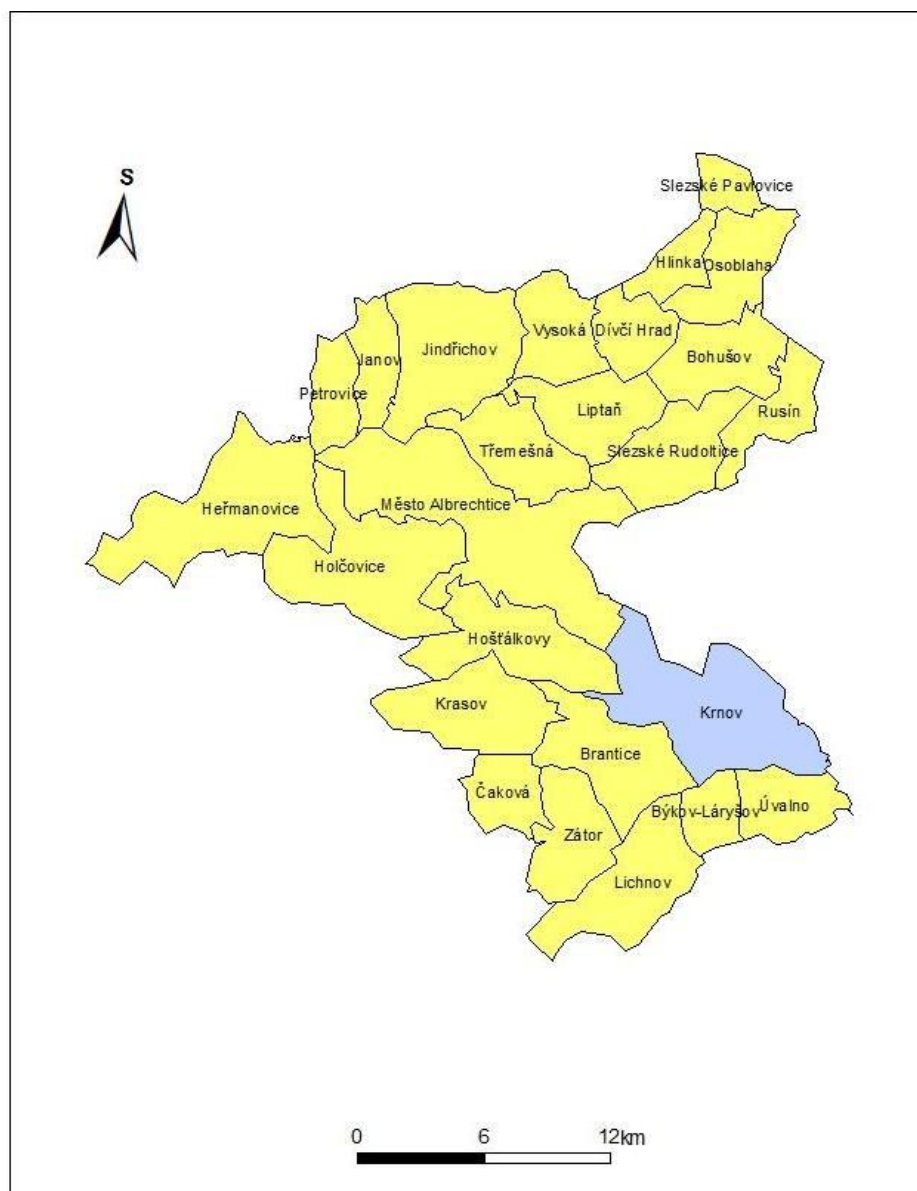 S
Slezské Pavlovice
Hlinka
Osoblaha
Vysoká
Dívčí Hrad
Jindřichov
Janov
Bohušov
Petrovice
Liptaň
Rusín
Třemešná
Slezské Rudoltice
Město Albrechtice
Heřmanovice
Holčovice
Hošťálkovy
Krasov
Krnov
Brantice
Čaková
Býkov-Láryšov
Úvalno
Zátor
Lichnov
0 6 12km